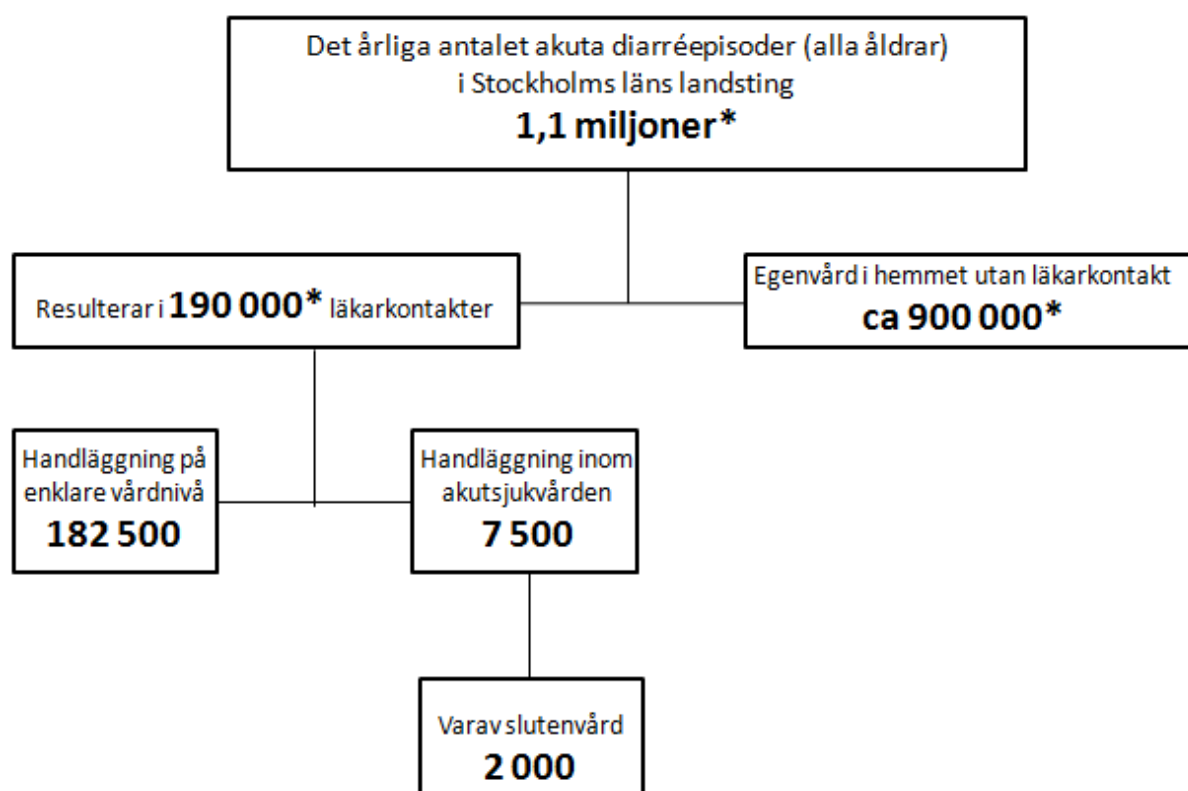 Det årliga antalet akuta diarréepisoder (alla åldrar)
i Stockholms läns landsting
1,1 miljoner*
Resulterar i 190 000* läkarkontakter
Egenvård i hemmet utan läkarkontakt
ca 900 000*
Handläggning på
enklare vårdnivå
182 500
Handläggning inom
akutsjukvården
7 500
Varav slutenvård
2 000